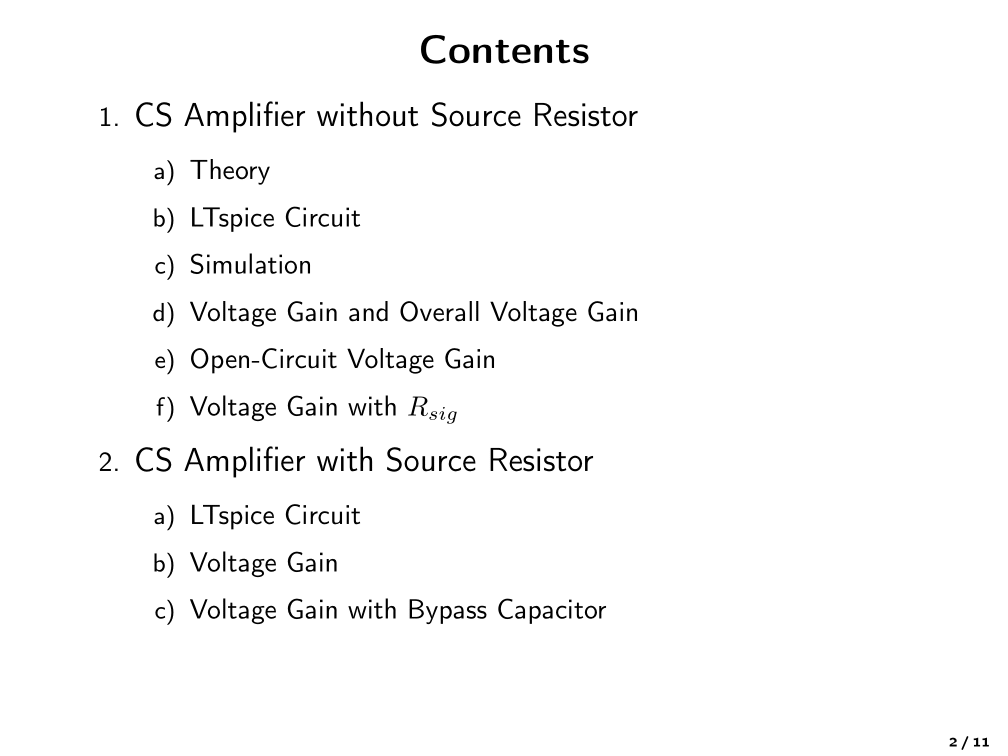 Contents
1. CS Amplifier without Source Resistor
a) Theory
b) LTspice Circuit
c) Simulation
d) Voltage Gain and Overall Voltage Gain
e) Open-Circuit Voltage Gain
f) Voltage Gain with R_{sig}
2. CS Amplifier with Source Resistor
a) LTspice Circuit
b) Voltage Gain
c) Voltage Gain with Bypass Capacitor
2 / 11